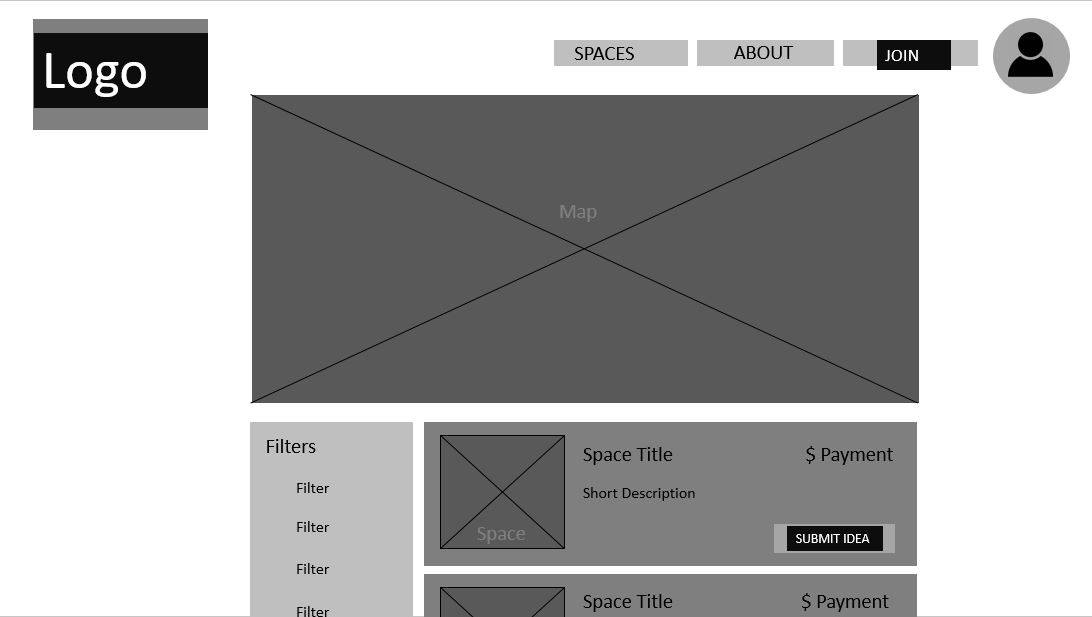 Logo
SPACES
ABOUT
JOIN
Map
Filters
Filter
Filter
Filter
Filter
Space
Space Title
$ Payment
Short Description
SUBMIT IDEA
Space Title
$ Payment